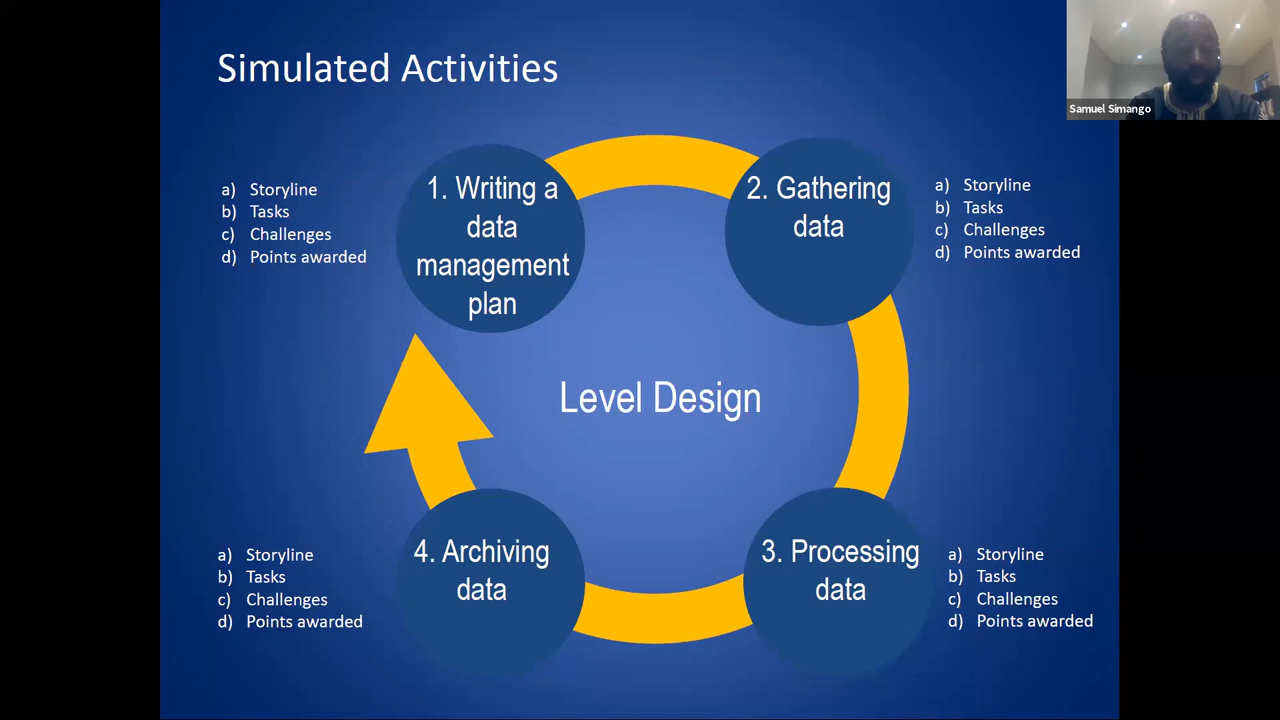 Simulated Activities
Samuel Simango
a) Storyline
b) Tasks
c) Challenges
d) Points awarded
1. Writing a
data
management
plan
2. Gathering
data
a) Storyline
b) Tasks
c) Challenges
d) Points awarded
Level Design
a) Storyline
b) Tasks
c) Challenges
d) Points awarded
4. Archiving
data
3. Processing
data
a) Storyline
b) Tasks
c) Challenges
d) Points awarded